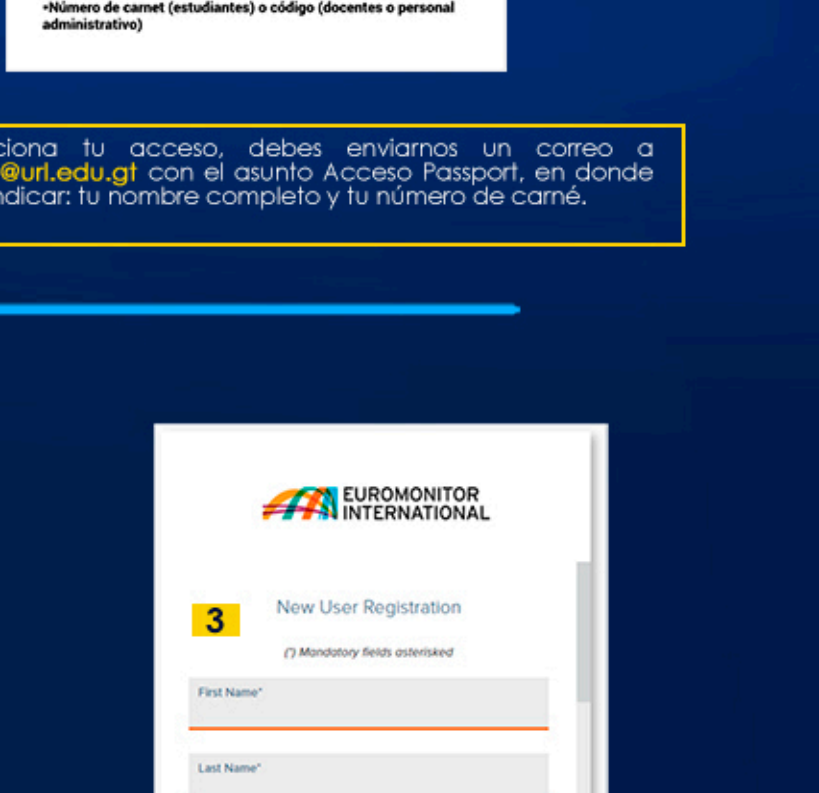 •Número de carnet (estudiantes) o código (docentes o personal
administrativo)
ciona tu acceso, debes enviarnos un correo a
@url.edu.gt con el asunto Acceso Passport, en donde
ndicar: tu nombre completo y tu número de carné.
EUROMONITOR
INTERNATIONAL
3
New User Registration
(*) Mandatory fields asterisked
First Name*
Last Name*